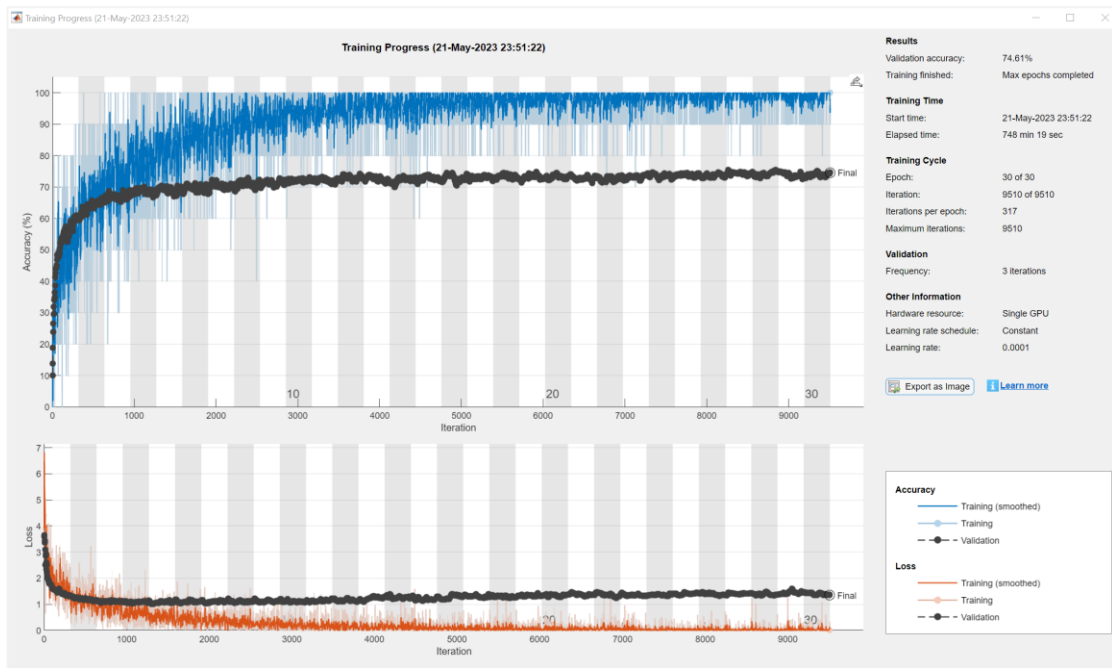 Training Progress (21-May-2023 23:51:22)
Training Progress (21-May-2023 23:51:22)
Accuracy (%)
100
90
80
70
60
50
40
30
20
10
0
Final
10
20
30
0
1000
2000
3000
4000
5000
6000
7000
8000
9000
Iteration
Loss
7
6
5
4
3
2
1
0
Final
20
30
0
1000
2000
3000
4000
5000
6000
7000
8000
9000
Iteration
Results
Validation accuracy: 74.61%
Training finished: Max epochs completed
Training Time
Start time: 21-May-2023 23:51:22
Elapsed time: 748 min 19 sec
Training Cycle
Epoch: 30 of 30
Iteration: 9510 of 9510
Iterations per epoch: 317
Maximum iterations: 9510
Validation
Frequency: 3 iterations
Other Information
Hardware resource: Single GPU
Learning rate schedule: Constant
Learning rate: 0.0001
Export as Image
Learn more
Accuracy
Training (smoothed)
Training
Validation
Loss
Training (smoothed)
Training
Validation